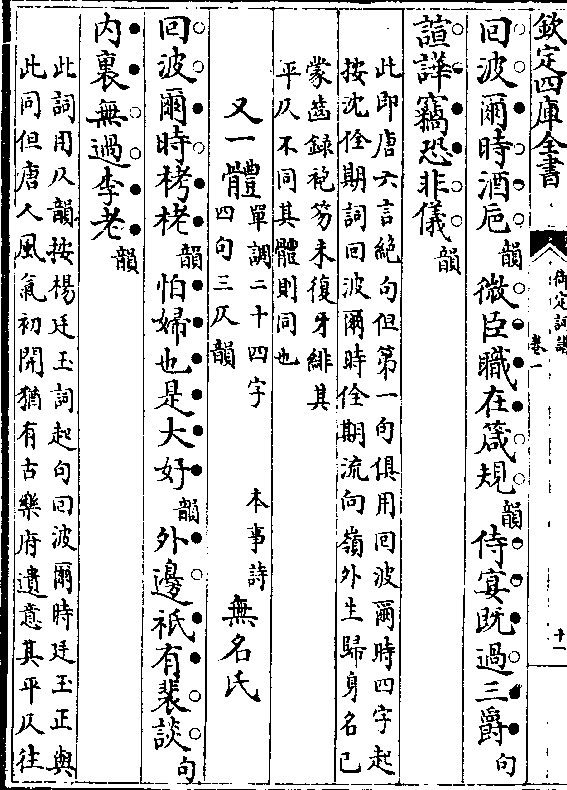 欽定四庫全書
御定詞譜
卷一
十一
回波爾時酒巵韻 微臣職在箴規韻 侍宴既過三爵句
諠譁竊恐非儀韻
此即唐六言絶句但第一句俱用回波爾時四字起
按沈佺期詞回波爾時佺期流向嶺外生歸身名已
蒙齒録袍笏未復牙緋其
平仄不同其體則同也
又一體 單調二十四字 四句三仄韻 本事詩 無名氏
回波爾時栲栳韻 怕婦也是大好韻 外邊祇有裴談句
内裏無過李老韻
此詞用仄韻按楊廷玉詞起句回波爾時廷玉正與
此同但唐人風氣初開猶有古樂府遺意其平仄往